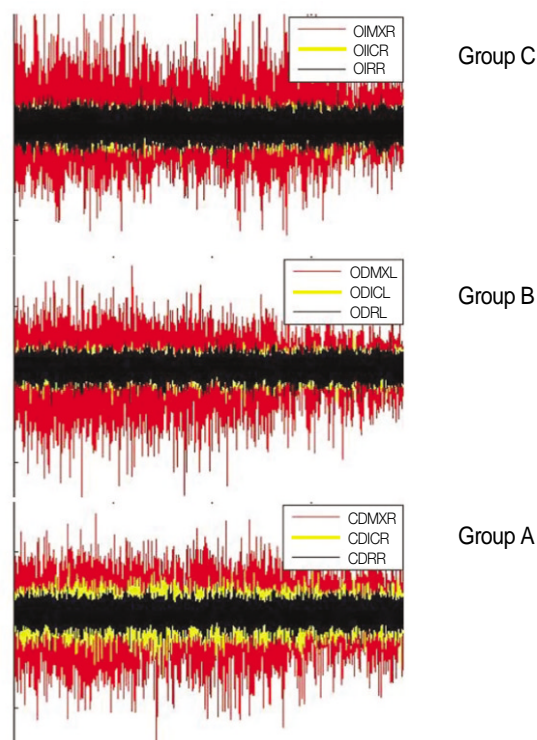 OIMXR
OIICR
OIRR
Group C
ODMXL
ODICL
ODRL
Group B
CDMXR
CDICR
CDRR
Group A